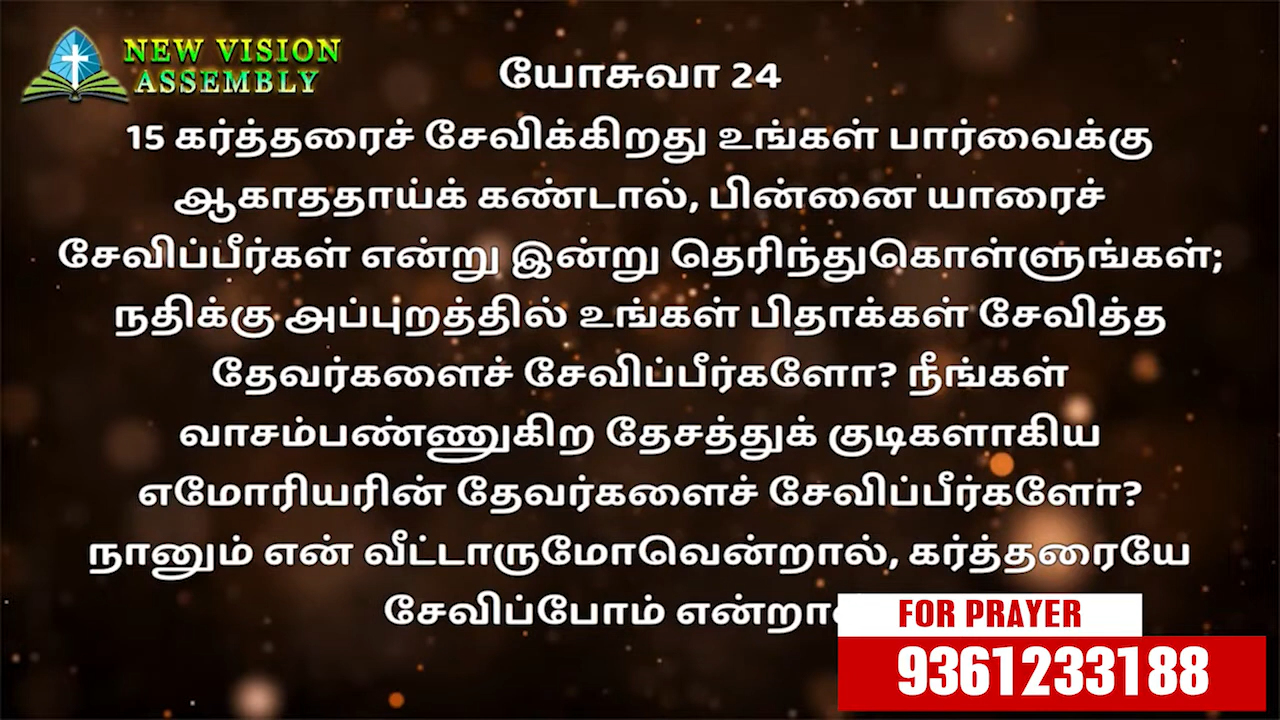 NEW VISION
ASSEMBLY
யோசுவா 24
15 கர்த்தரைச் சேவிக்கிறது உங்கள் பார்வைக்கு
ஆகாததாய்க் கண்டால், பின்னை யாரைச்
சேவிப்பீர்கள் என்று இன்று தெரிந்துகொள்ளுங்கள்;
நதிக்கு அப்புறத்தில் உங்கள் பிதாக்கள் சேவித்த
தேவர்களைச் சேவிப்பீர்களோ? நீங்கள்
வாசம்பண்ணுகிற தேசத்துக் குடிகளாகிய
எமோரியரின் தேவர்களைச் சேவிப்பீர்களோ?
நானும் என் வீட்டாருமோவென்றால், கர்த்தரையே
சேவிப்போம்
FOR PRAYER
9361233188